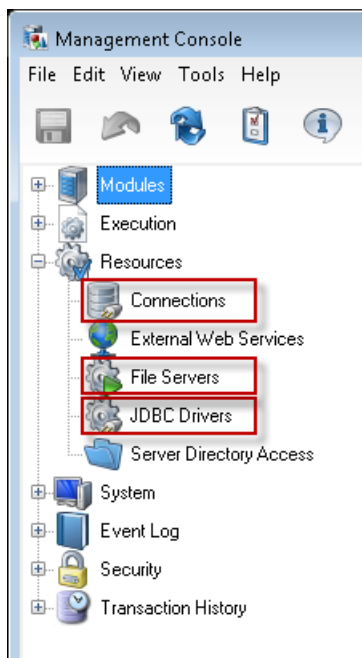 Management Console
File Edit View Tools Help
Modules
Execution
Resources
Connections
External Web Services
File Servers
JDBC Drivers
Server Directory Access
System
Event Log
Security
Transaction History